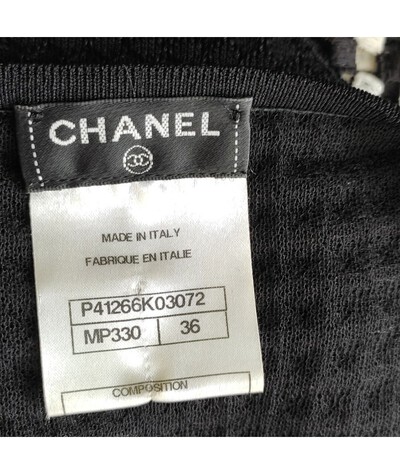 CHANEL
MADE IN ITALY
FABRIQUE EN ITALIE
P41266K03072
MP330 36
COMPOSITION